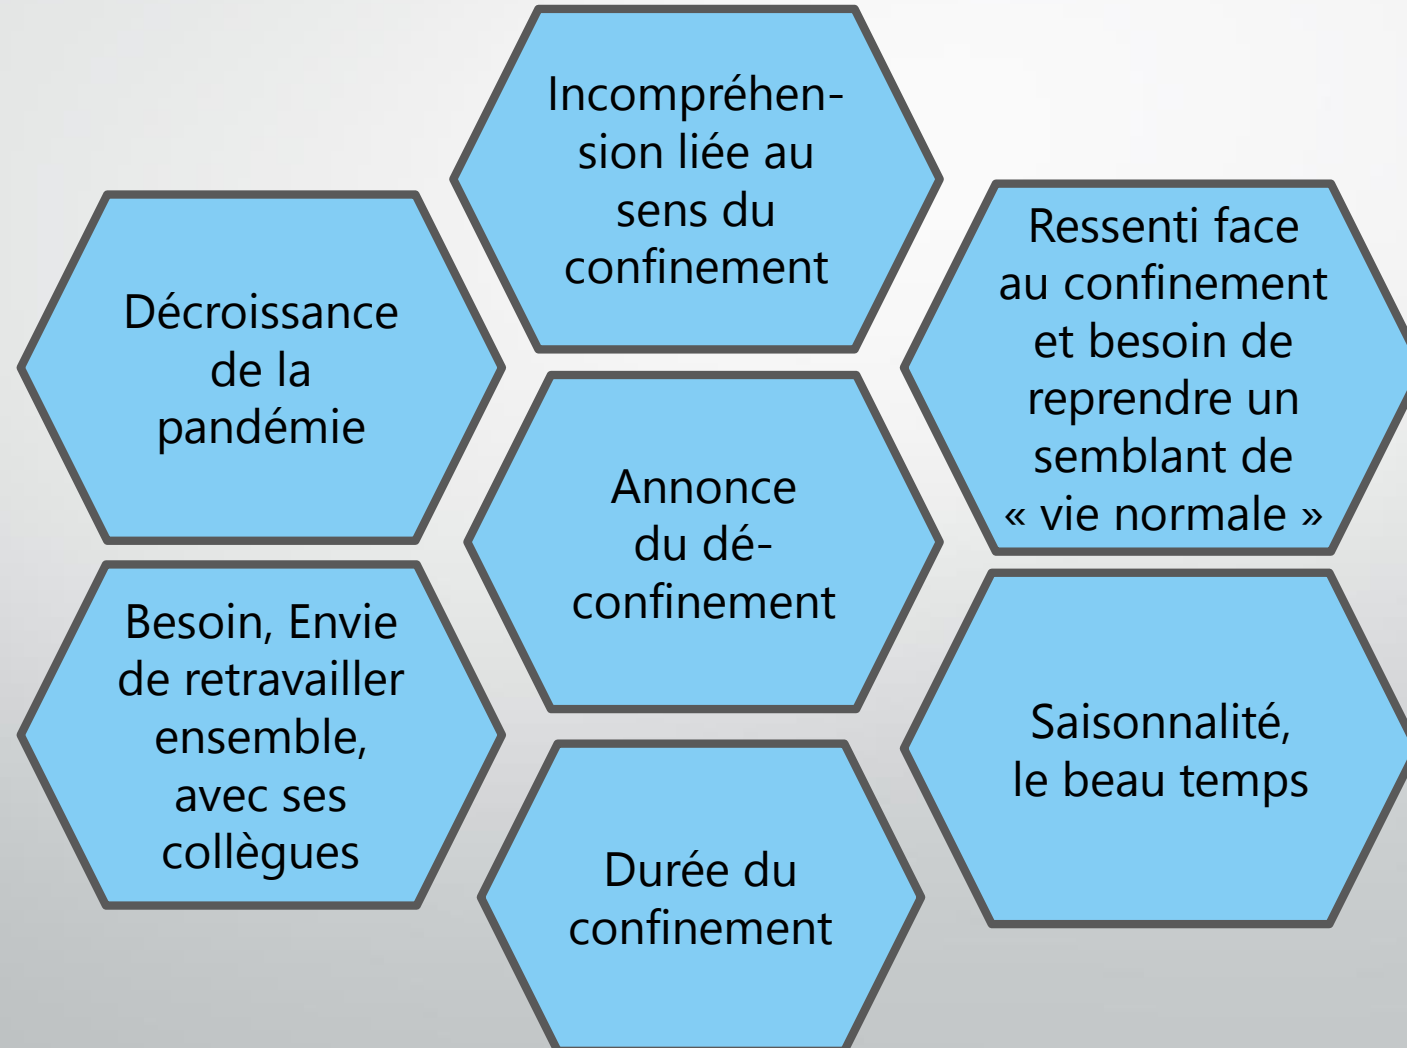 Incompréhen-
sion liée au
sens du
confinement
Décroissance
de la
pandémie
Ressenti face
au confinement
et besoin de
reprendre un
semblant de
« vie normale »
Annonce
du dé-
confinement
Besoin, Envie
de retravailler
ensemble,
avec ses
collègues
Saisonnalité,
le beau temps
Durée du
confinement